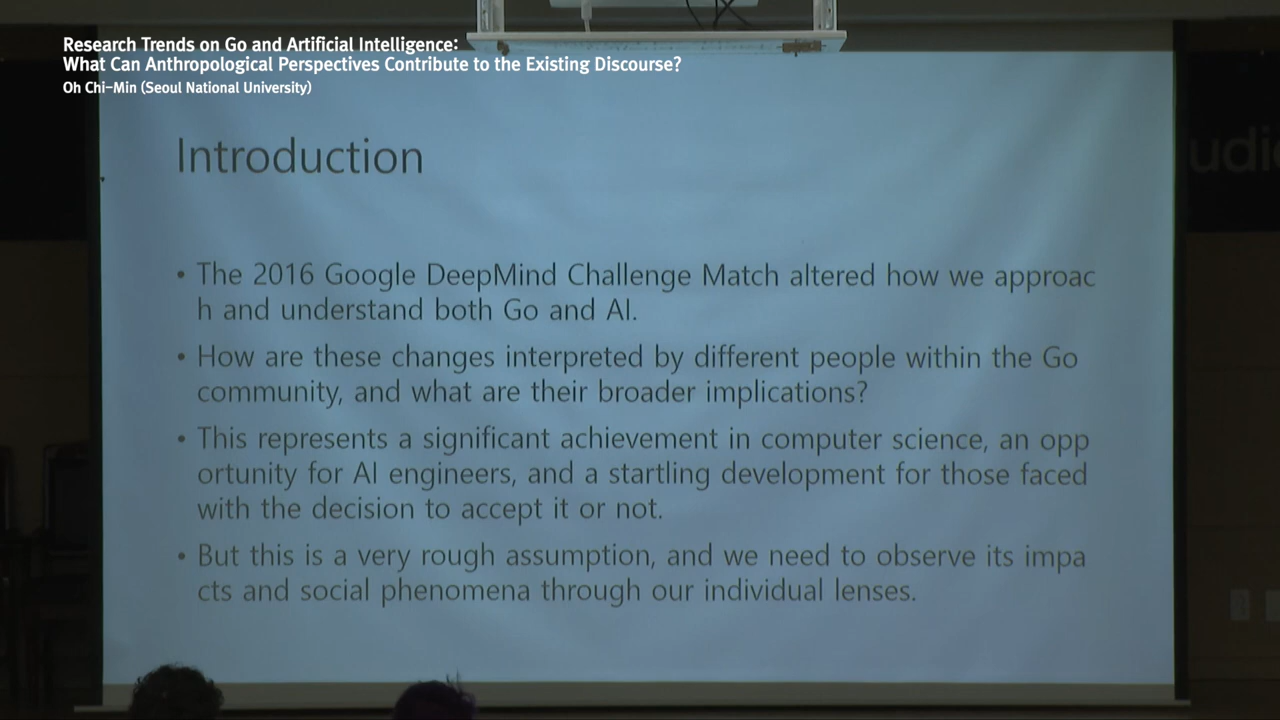 Research Trends on Go and Artificial Intelligence:
What Can Anthropological Perspectives Contribute to the Existing Discourse?
Oh Chi-Min (Seoul National University)
Introduction
• The 2016 Google DeepMind Challenge Match altered how we approac
h and understand both Go and AI.
• How are these changes interpreted by different people within the Go
community, and what are their broader implications?
• This represents a significant achievement in computer science, an opp
ortunity for AI engineers, and a startling development for those faced
with the decision to accept it or not.
• But this is a very rough assumption, and we need to observe its impa
cts and social phenomena through our individual lenses.